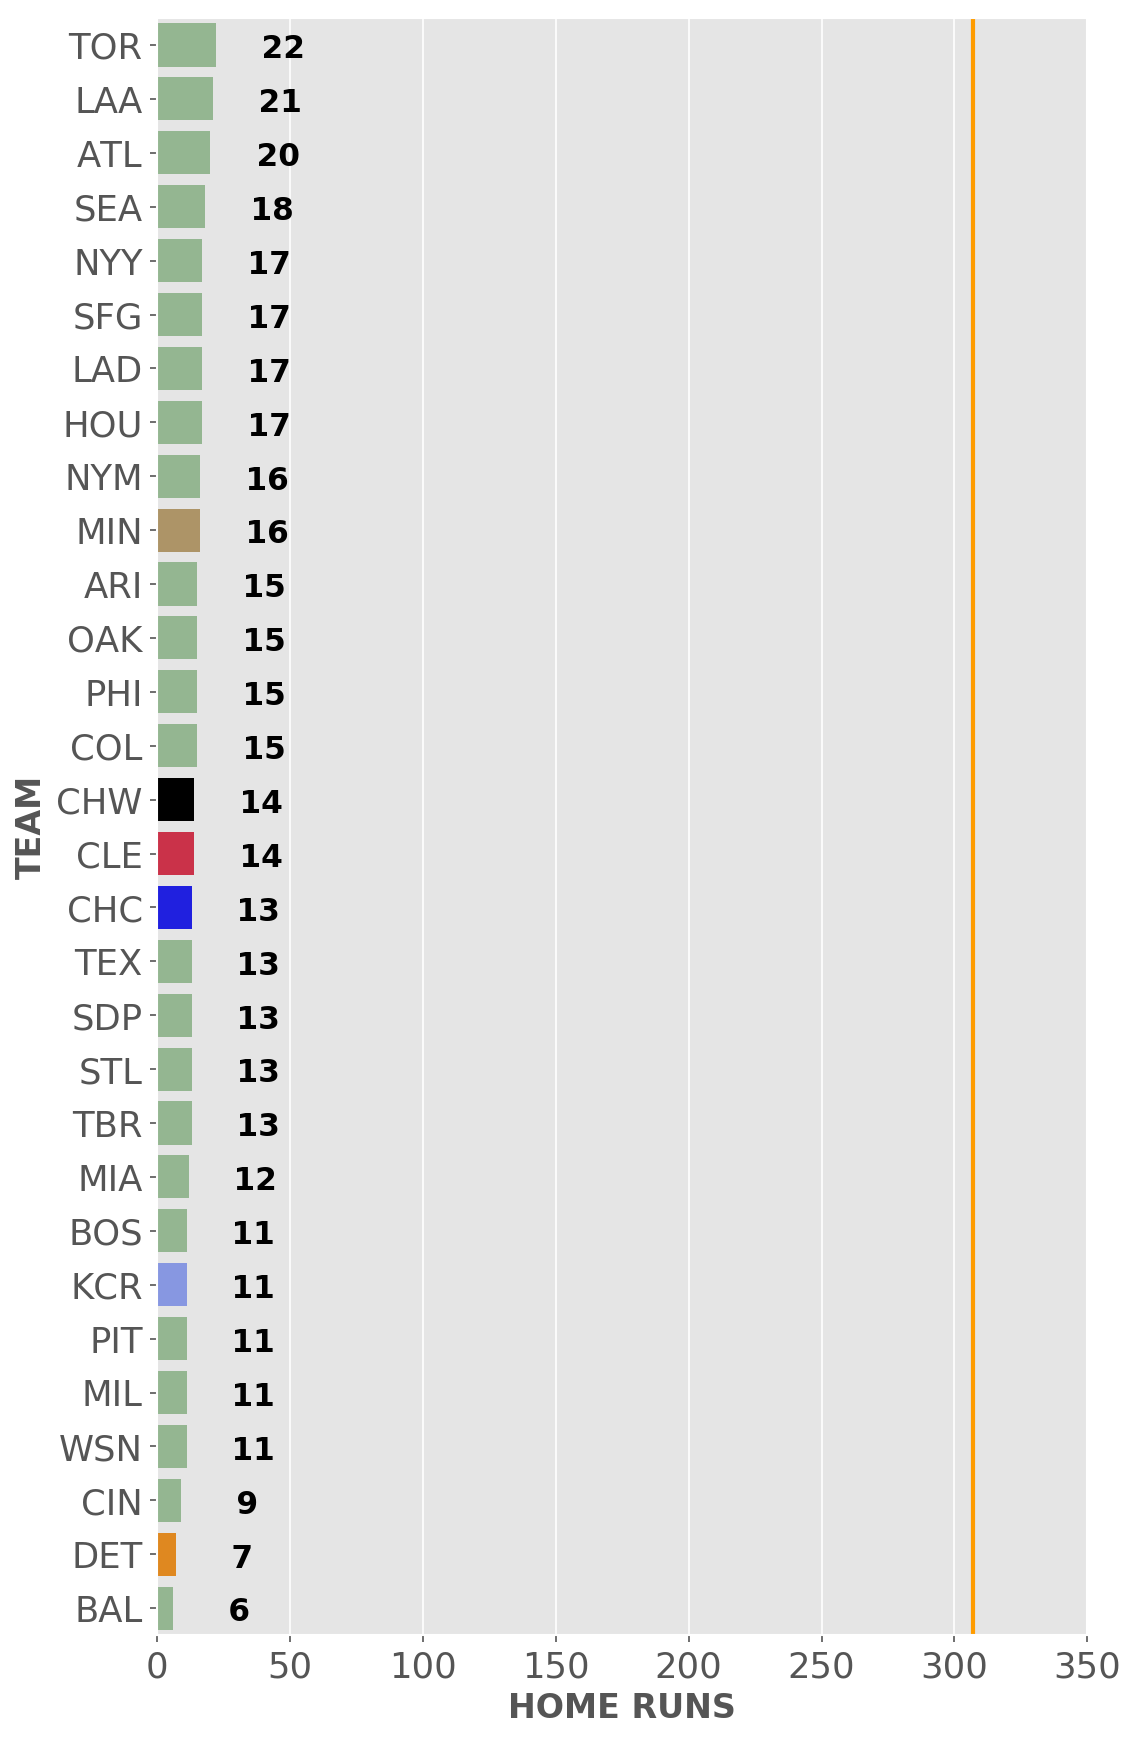 TOR 22
LAA 21
ATL 20
SEA 18
NYY 17
SFG 17
LAD 17
HOU 17
NYM 16
MIN 16
ARI 15
OAK 15
PHI 15
COL 15
CHW 14
CLE 14
CHC 13
TEX 13
SDP 13
STL 13
TBR 13
MIA 12
BOS 11
KCR 11
PIT 11
MIL 11
WSN 11
CIN 9
DET 7
BAL 6
TEAM
0 50 100 150 200 250 300 350
HOME RUNS